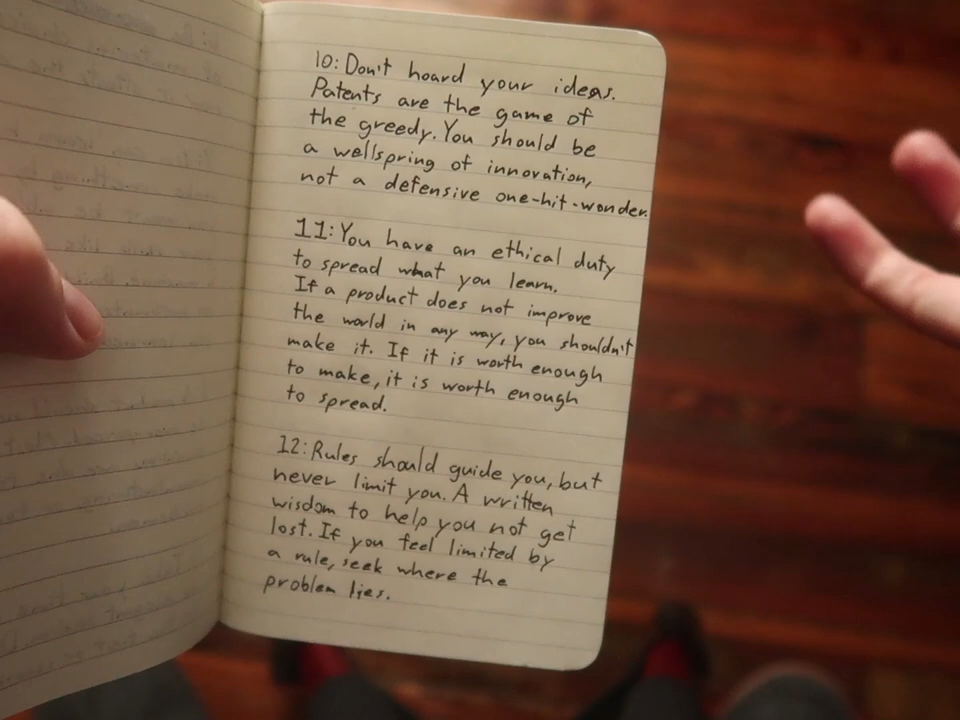 10: Don't hoard your ideas.
Patents are the game of
the greedy. You should be
a wellspring of innovation,
not a defensive one-hit-wonder.
11: You have an ethical duty
to spread what you learn.
If a product does not improve
the world in any way, you shouldn't
make it. If it is worth enough
to make, it is worth enough
to spread.
12: Rules should guide you, but
never limit you. A written
wisdom to help you not get
lost. If you feel limited by
a rule, seek where the
problem lies.